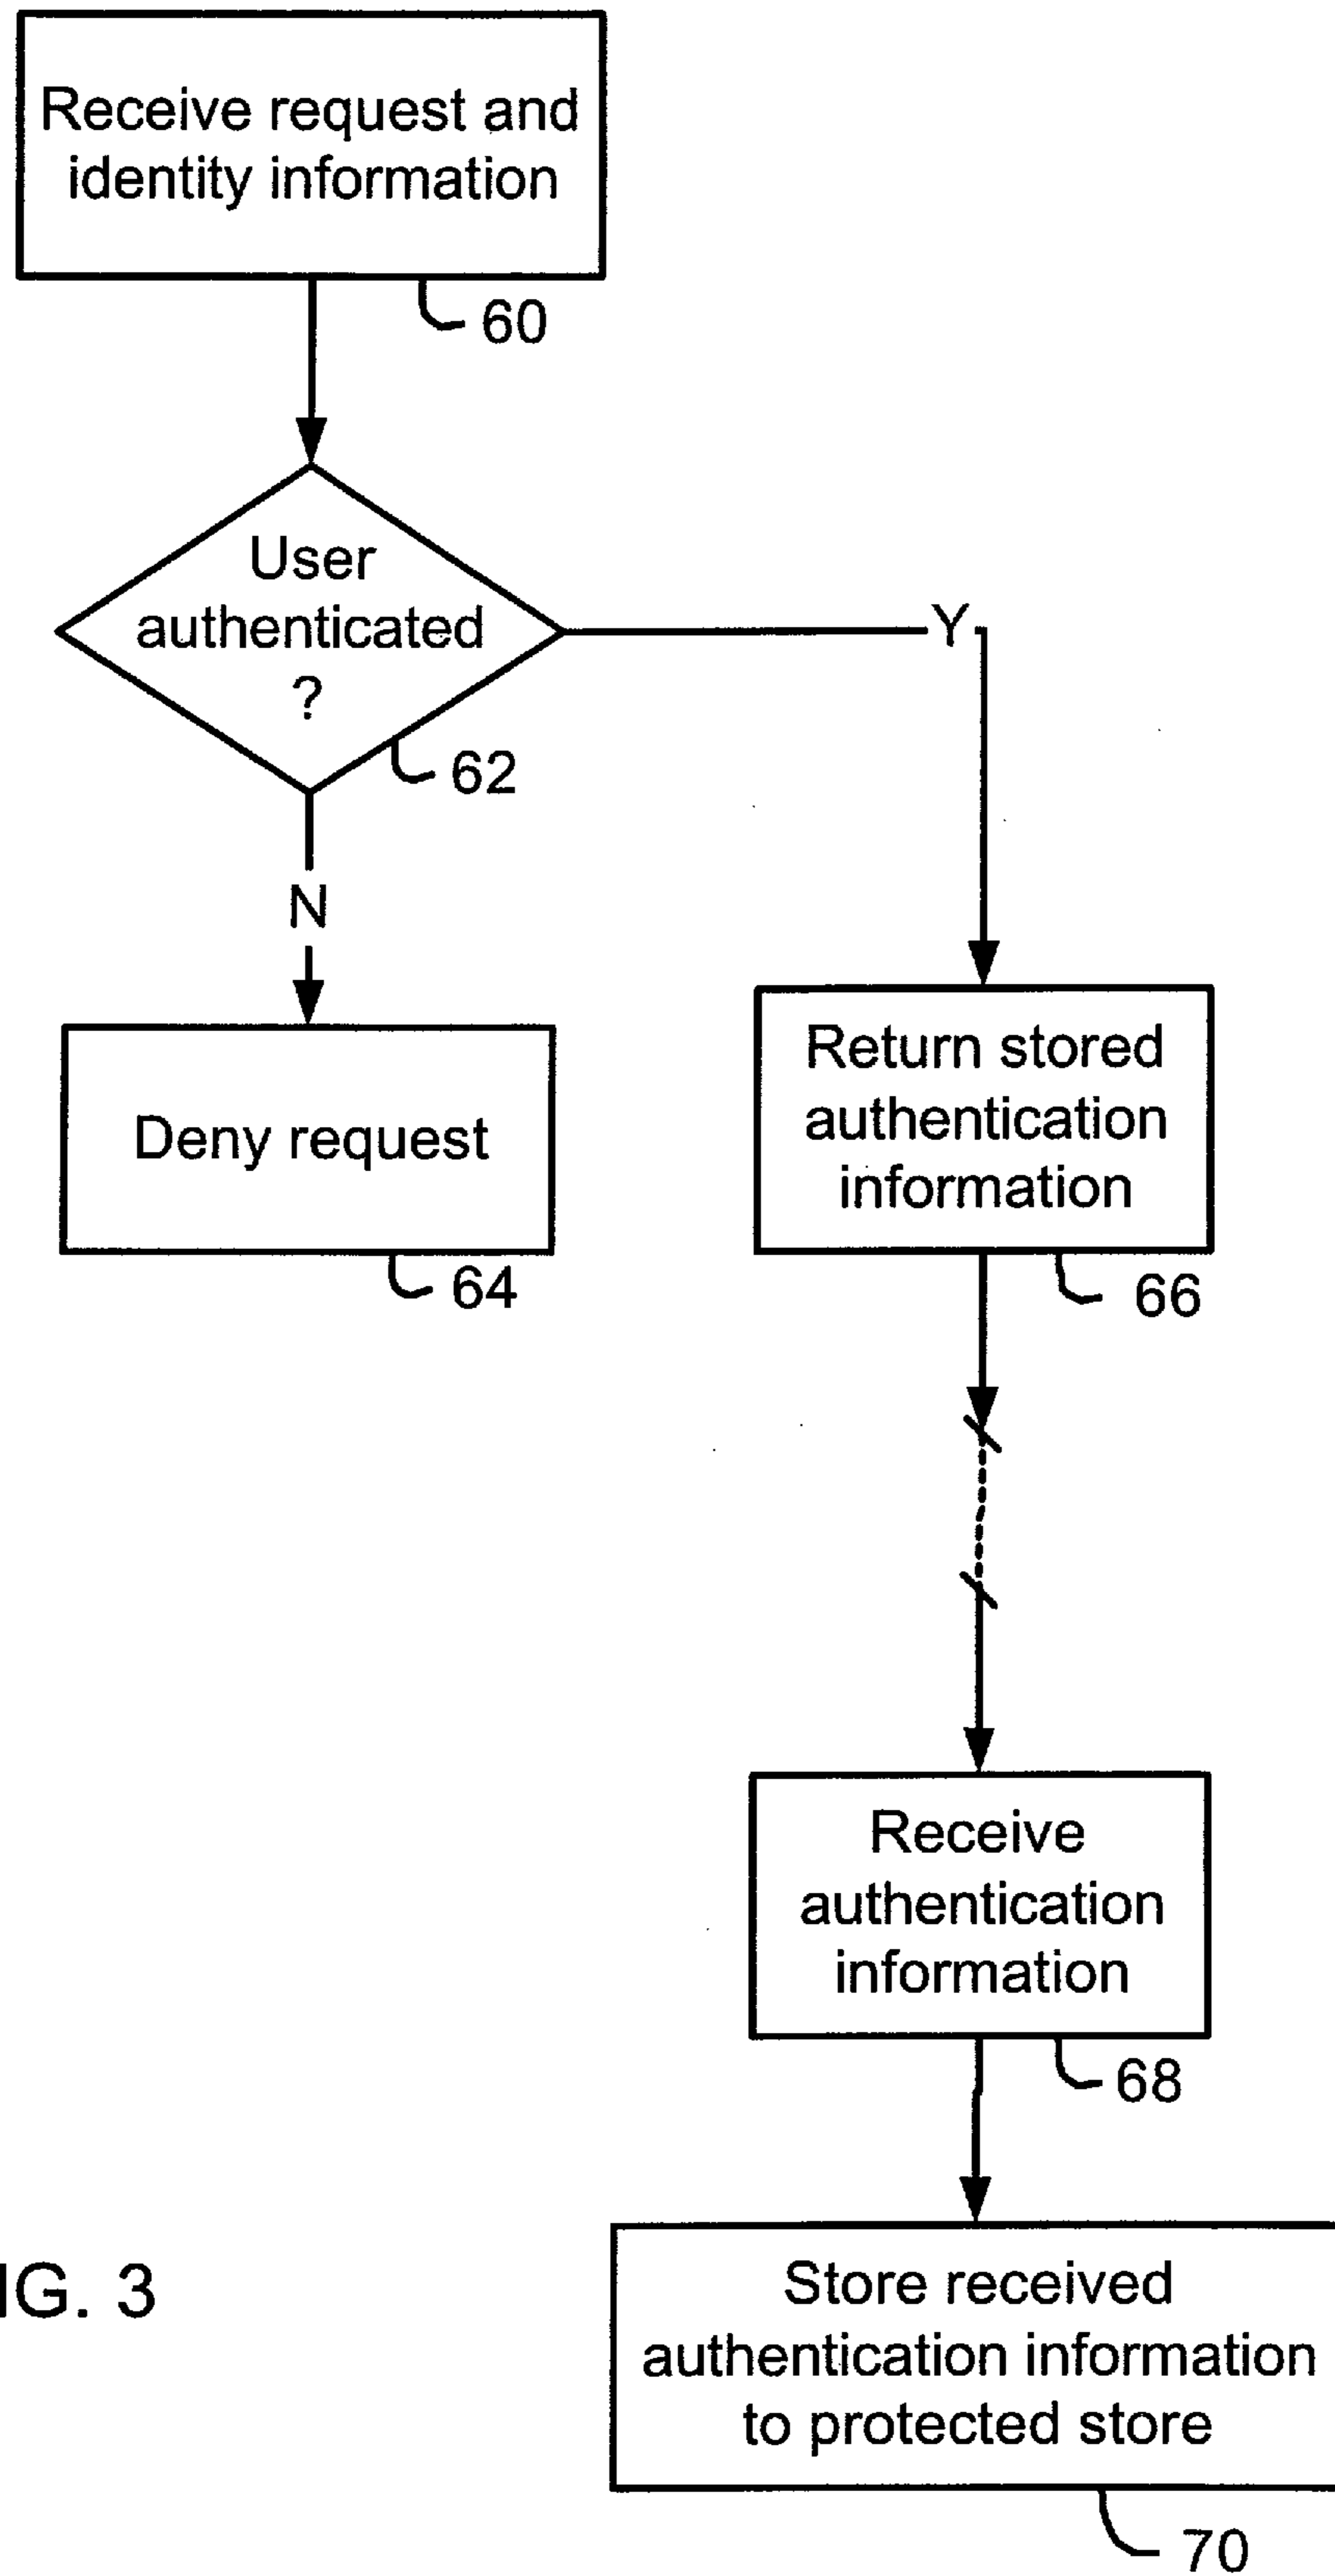 Receive request and
identity information
60
User
authenticated
?
62
Y
N
Deny request
64
Return stored
authentication
information
66
Receive
authentication
information
68
Store received
authentication information
to protected store
70
IG. 3